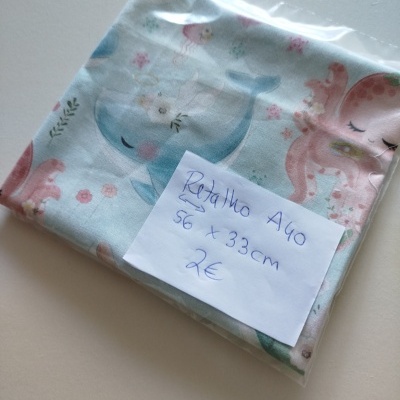 Retalho A40
↔
56 x 33cm
2€